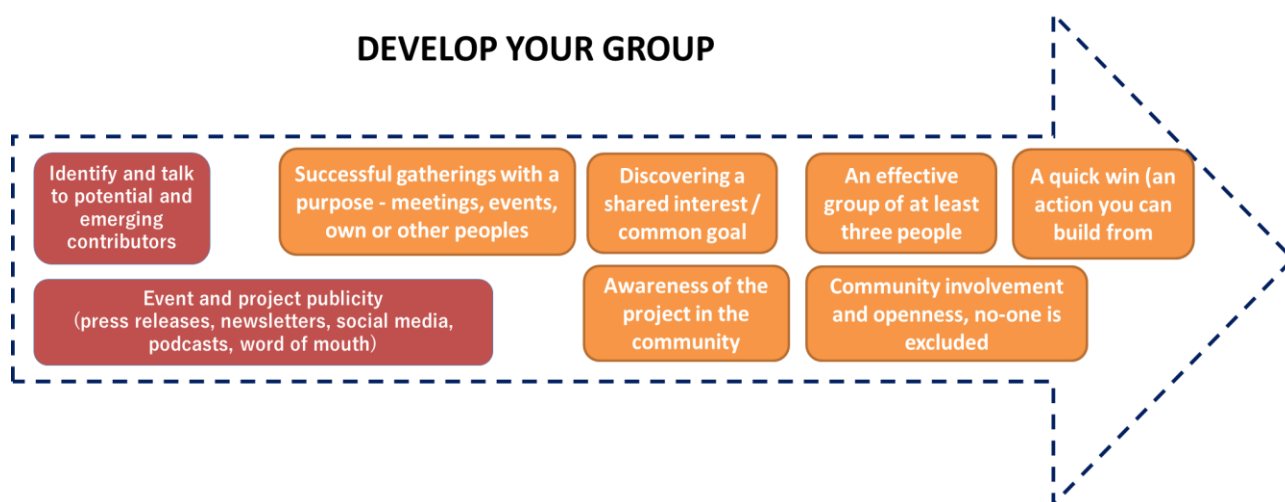 DEVELOP YOUR GROUP
Identify and talk
to potential and
emerging
contributors
Successful gatherings with a
purpose - meetings, events,
own or other peoples
Discovering a
shared interest /
common goal
An effective
group of at least
three people
A quick win (an
action you can
build from
Event and project publicity
(press releases, newsletters, social media,
podcasts, word of mouth)
Awareness of the
project in the
community
Community involvement
and openness, no-one is
excluded